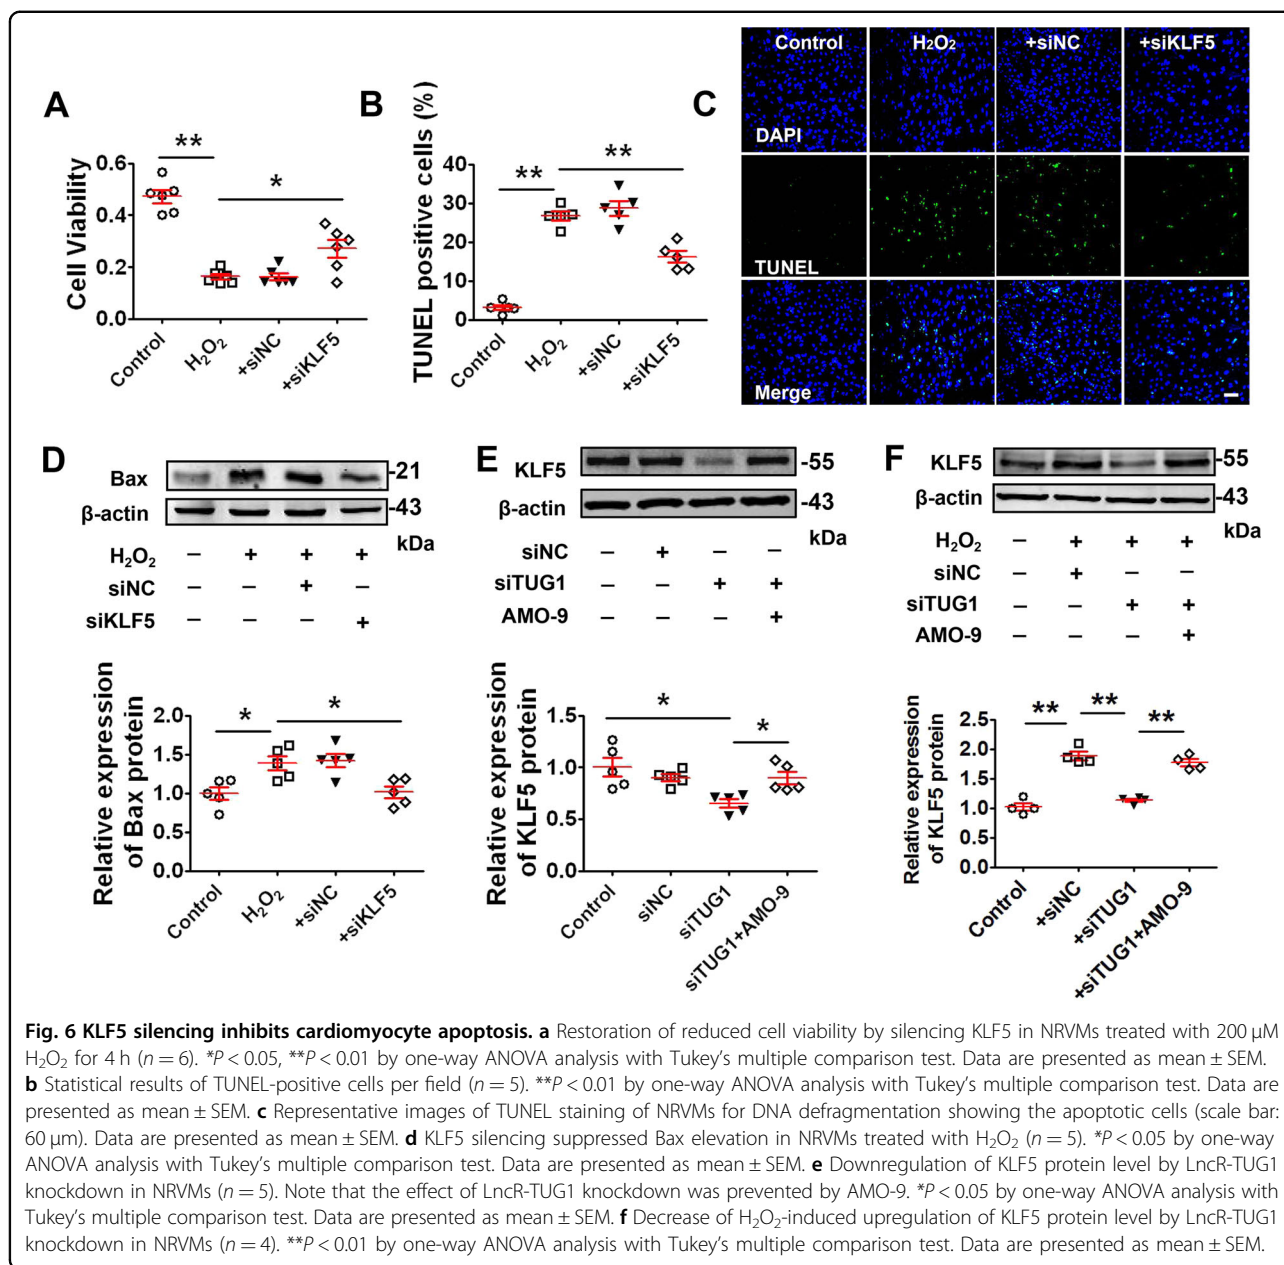 A
Cell Viability
0.6
0.4
0.2
0.0
**
*
Control
H₂O₂
+siNC
+siKLF5
B
TUNEL positive cells (%)
40
30
20
10
0
**
**
Control
H₂O₂
+siNC
+siKLF5
C
Control H₂O₂ +siNC +siKLF5
DAPI
TUNEL
Merge
D
Bax -21
β-actin -43
kDa
H₂O₂ – + + +
siNC – – + –
siKLF5 – – – +
Relative expression
of Bax protein
2.0
1.5
1.0
0.5
0.0
*
*
Control
H₂O₂
+siNC
+siKLF5
E
KLF5 -55
β-actin -43
kDa
siNC – + – –
siTUG1 – – + +
AMO-9 – – – +
Relative expression
of KLF5 protein
1.5
1.0
0.5
0.0
*
*
Control
siNC
siTUG1
siTUG1+AMO-9
F
KLF5 -55
β-actin -43
kDa
H₂O₂ – + + +
siNC – + – –
siTUG1 – – + +
AMO-9 – – – +
Relative expression
of KLF5 protein
2.5
2.0
1.5
1.0
0.5
0.0
**
**
**
Control
+siNC
+siTUG1
+siTUG1+AMO-9
Fig. 6 KLF5 silencing inhibits cardiomyocyte apoptosis. a Restoration of reduced cell viability by silencing KLF5 in NRVMs treated with 200 µM
H₂O₂ for 4 h (n = 6). *P < 0.05, **P < 0.01 by one-way ANOVA analysis with Tukey's multiple comparison test. Data are presented as mean ± SEM.
b Statistical results of TUNEL-positive cells per field (n = 5). **P < 0.01 by one-way ANOVA analysis with Tukey's multiple comparison test. Data are
presented as mean ± SEM. c Representative images of TUNEL staining of NRVMs for DNA defragmentation showing the apoptotic cells (scale bar:
60 µm). Data are presented as mean ± SEM. d KLF5 silencing suppressed Bax elevation in NRVMs treated with H₂O₂ (n = 5). *P < 0.05 by one-way
ANOVA analysis with Tukey's multiple comparison test. Data are presented as mean ± SEM. e Downregulation of KLF5 protein level by LncR-TUG1
knockdown in NRVMs (n = 5). Note that the effect of LncR-TUG1 knockdown was prevented by AMO-9. *P < 0.05 by one-way ANOVA analysis with
Tukey's multiple comparison test. Data are presented as mean ± SEM. f Decrease of H₂O₂-induced upregulation of KLF5 protein level by LncR-TUG1
knockdown in NRVMs (n = 4). **P < 0.01 by one-way ANOVA analysis with Tukey's multiple comparison test. Data are presented as mean ± SEM.